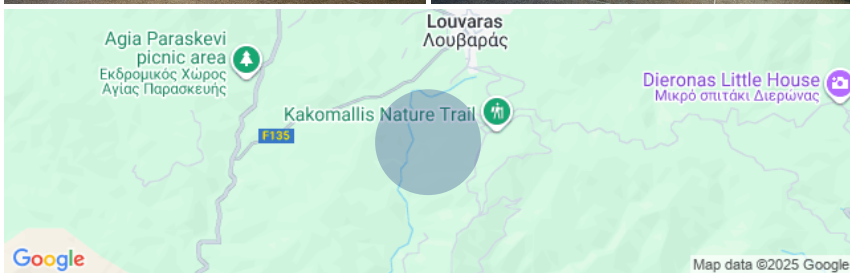 Louvaras
Λουβαράς
Agia Paraskevi
picnic area
Εκδρομικός Χώρος
Αγίας Παρασκευής
Dieronas Little House
Μικρό σπιτάκι Διερώνας
Kakomallis Nature Trail
F135
Google
Map data ©2025 Google